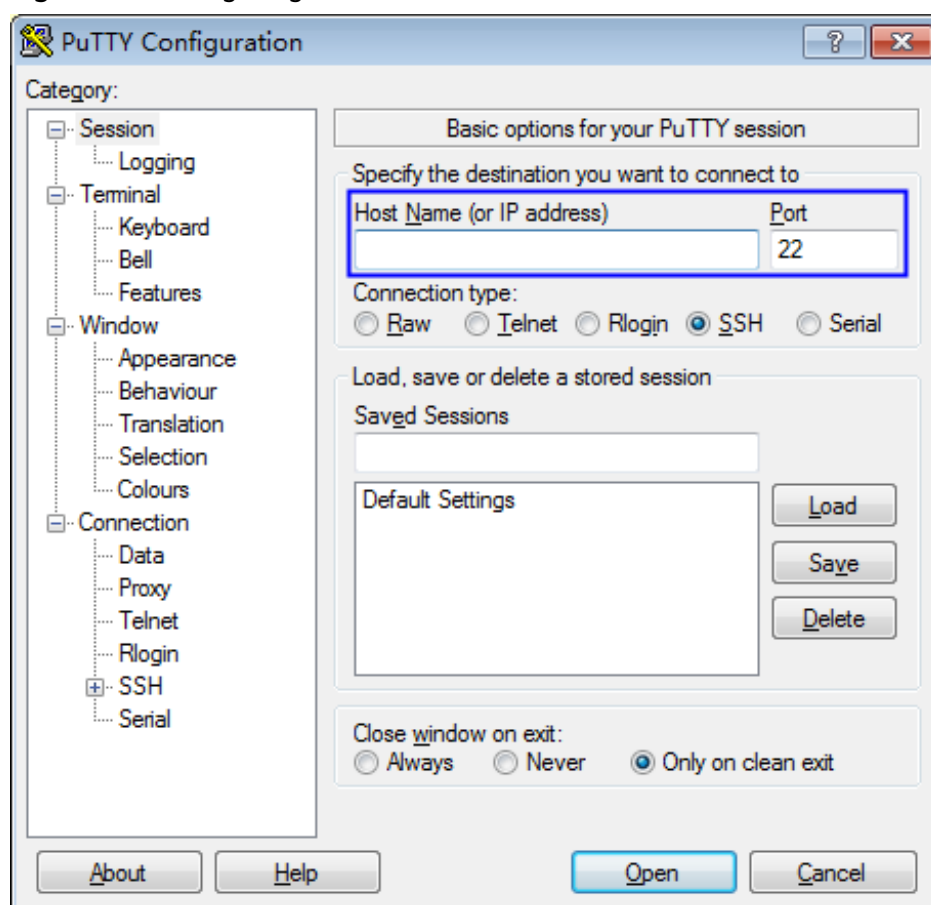 PuTTY Configuration
Category:
Session
Logging
Terminal
Keyboard
Bell
Features
Window
Appearance
Behaviour
Translation
Selection
Colours
Connection
Data
Proxy
Telnet
Rlogin
SSH
Serial
Basic options for your PuTTY session
Specify the destination you want to connect to
Host Name (or IP address) Port
22
Connection type:
Raw Telnet Rlogin SSH Serial
Load, save or delete a stored session
Saved Sessions
Default Settings
Load
Save
Delete
Close window on exit:
Always Never Only on clean exit
About Help Open Cancel